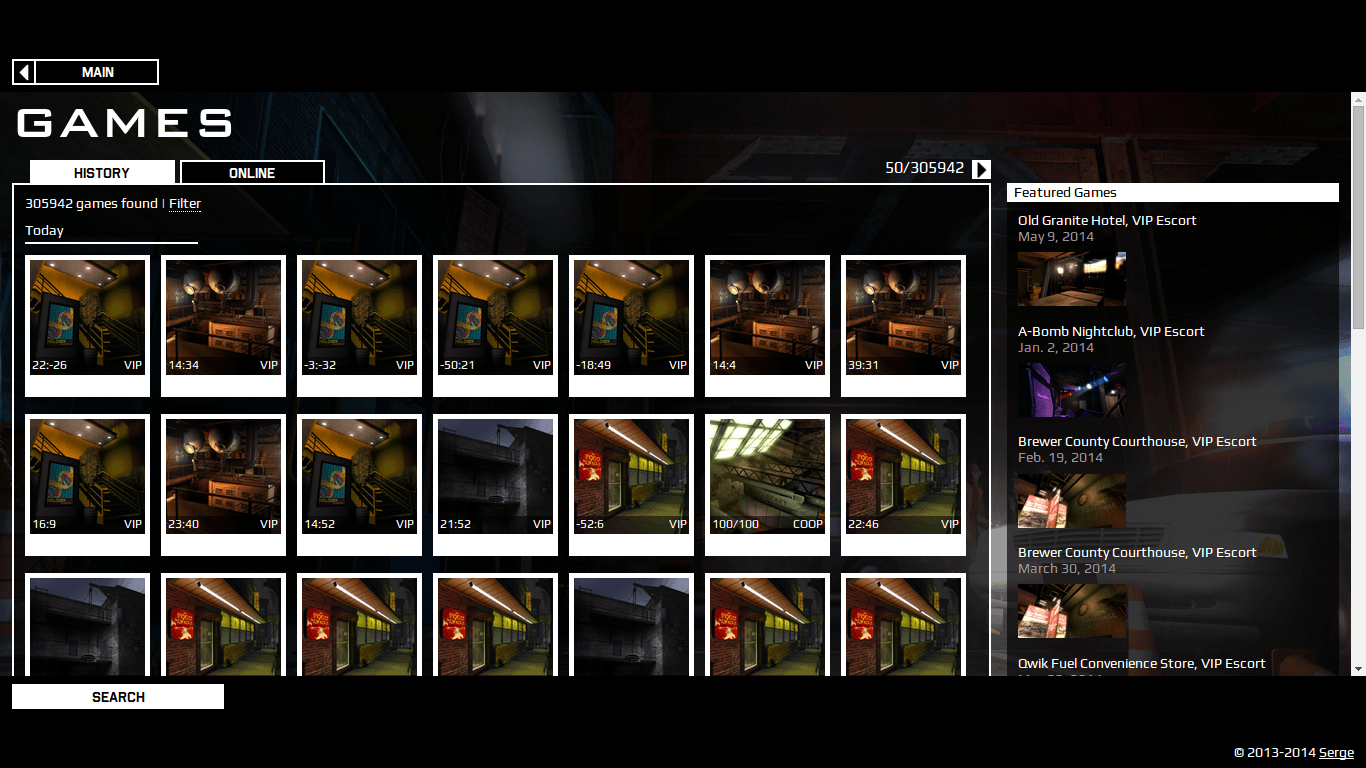 MAIN
GAMES
HISTORY
ONLINE
50/305942
305942 games found | Filter
Today
22:-26 VIP
14:34 VIP
-3:-32 VIP
-50:21 VIP
-18:49 VIP
14:4 VIP
39:31 VIP
16:9 VIP
23:40 VIP
14:52 VIP
21:52 VIP
-52:6 VIP
100/100 COOP
22:46 VIP
Featured Games
Old Granite Hotel, VIP Escort
May 9, 2014
A-Bomb Nightclub, VIP Escort
Jan. 2, 2014
Brewer County Courthouse, VIP Escort
Feb. 19, 2014
Brewer County Courthouse, VIP Escort
March 30, 2014
Qwik Fuel Convenience Store, VIP Escort
SEARCH
© 2013-2014 Serge